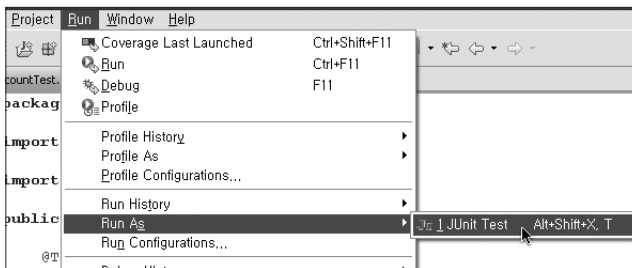 Project Run Window Help
Coverage Last Launched Ctrl+Shift+F11
Run Ctrl+F11
countTest. Debug F11
packag Profile
import Profile History
Profile As
import Profile Configurations...
Run History
public Run As 1 JUnit Test Alt+Shift+X, T
Run Configurations...
@T